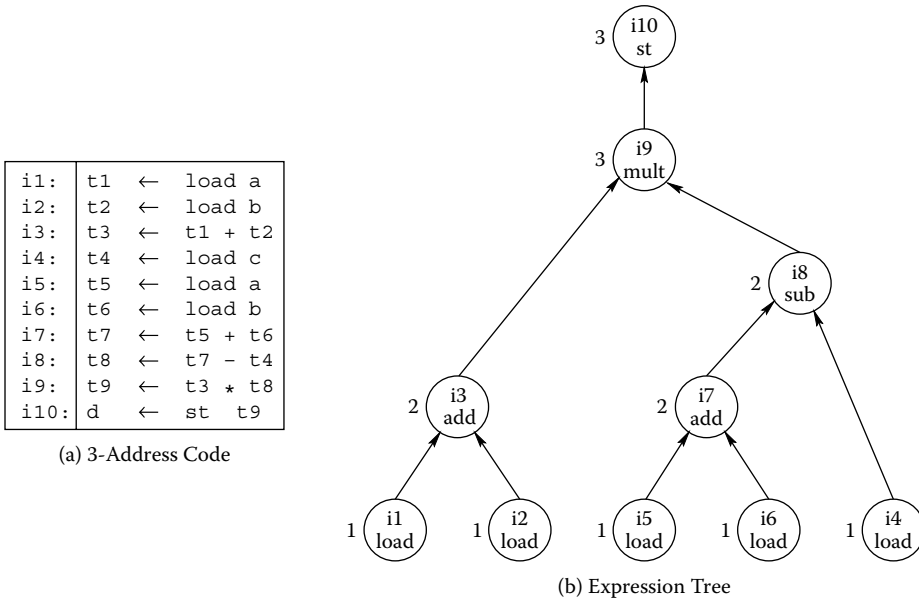 i1: t1 ← load a
i2: t2 ← load b
i3: t3 ← t1 + t2
i4: t4 ← load c
i5: t5 ← load a
i6: t6 ← load b
i7: t7 ← t5 + t6
i8: t8 ← t7 - t4
i9: t9 ← t3 * t8
i10: d ← st t9
(a) 3-Address Code
3 i10
st
3 i9
mult
2 i8
sub
2 i3
add
2 i7
add
1 i1
load
1 i2
load
1 i5
load
1 i6
load
1 i4
load
(b) Expression Tree